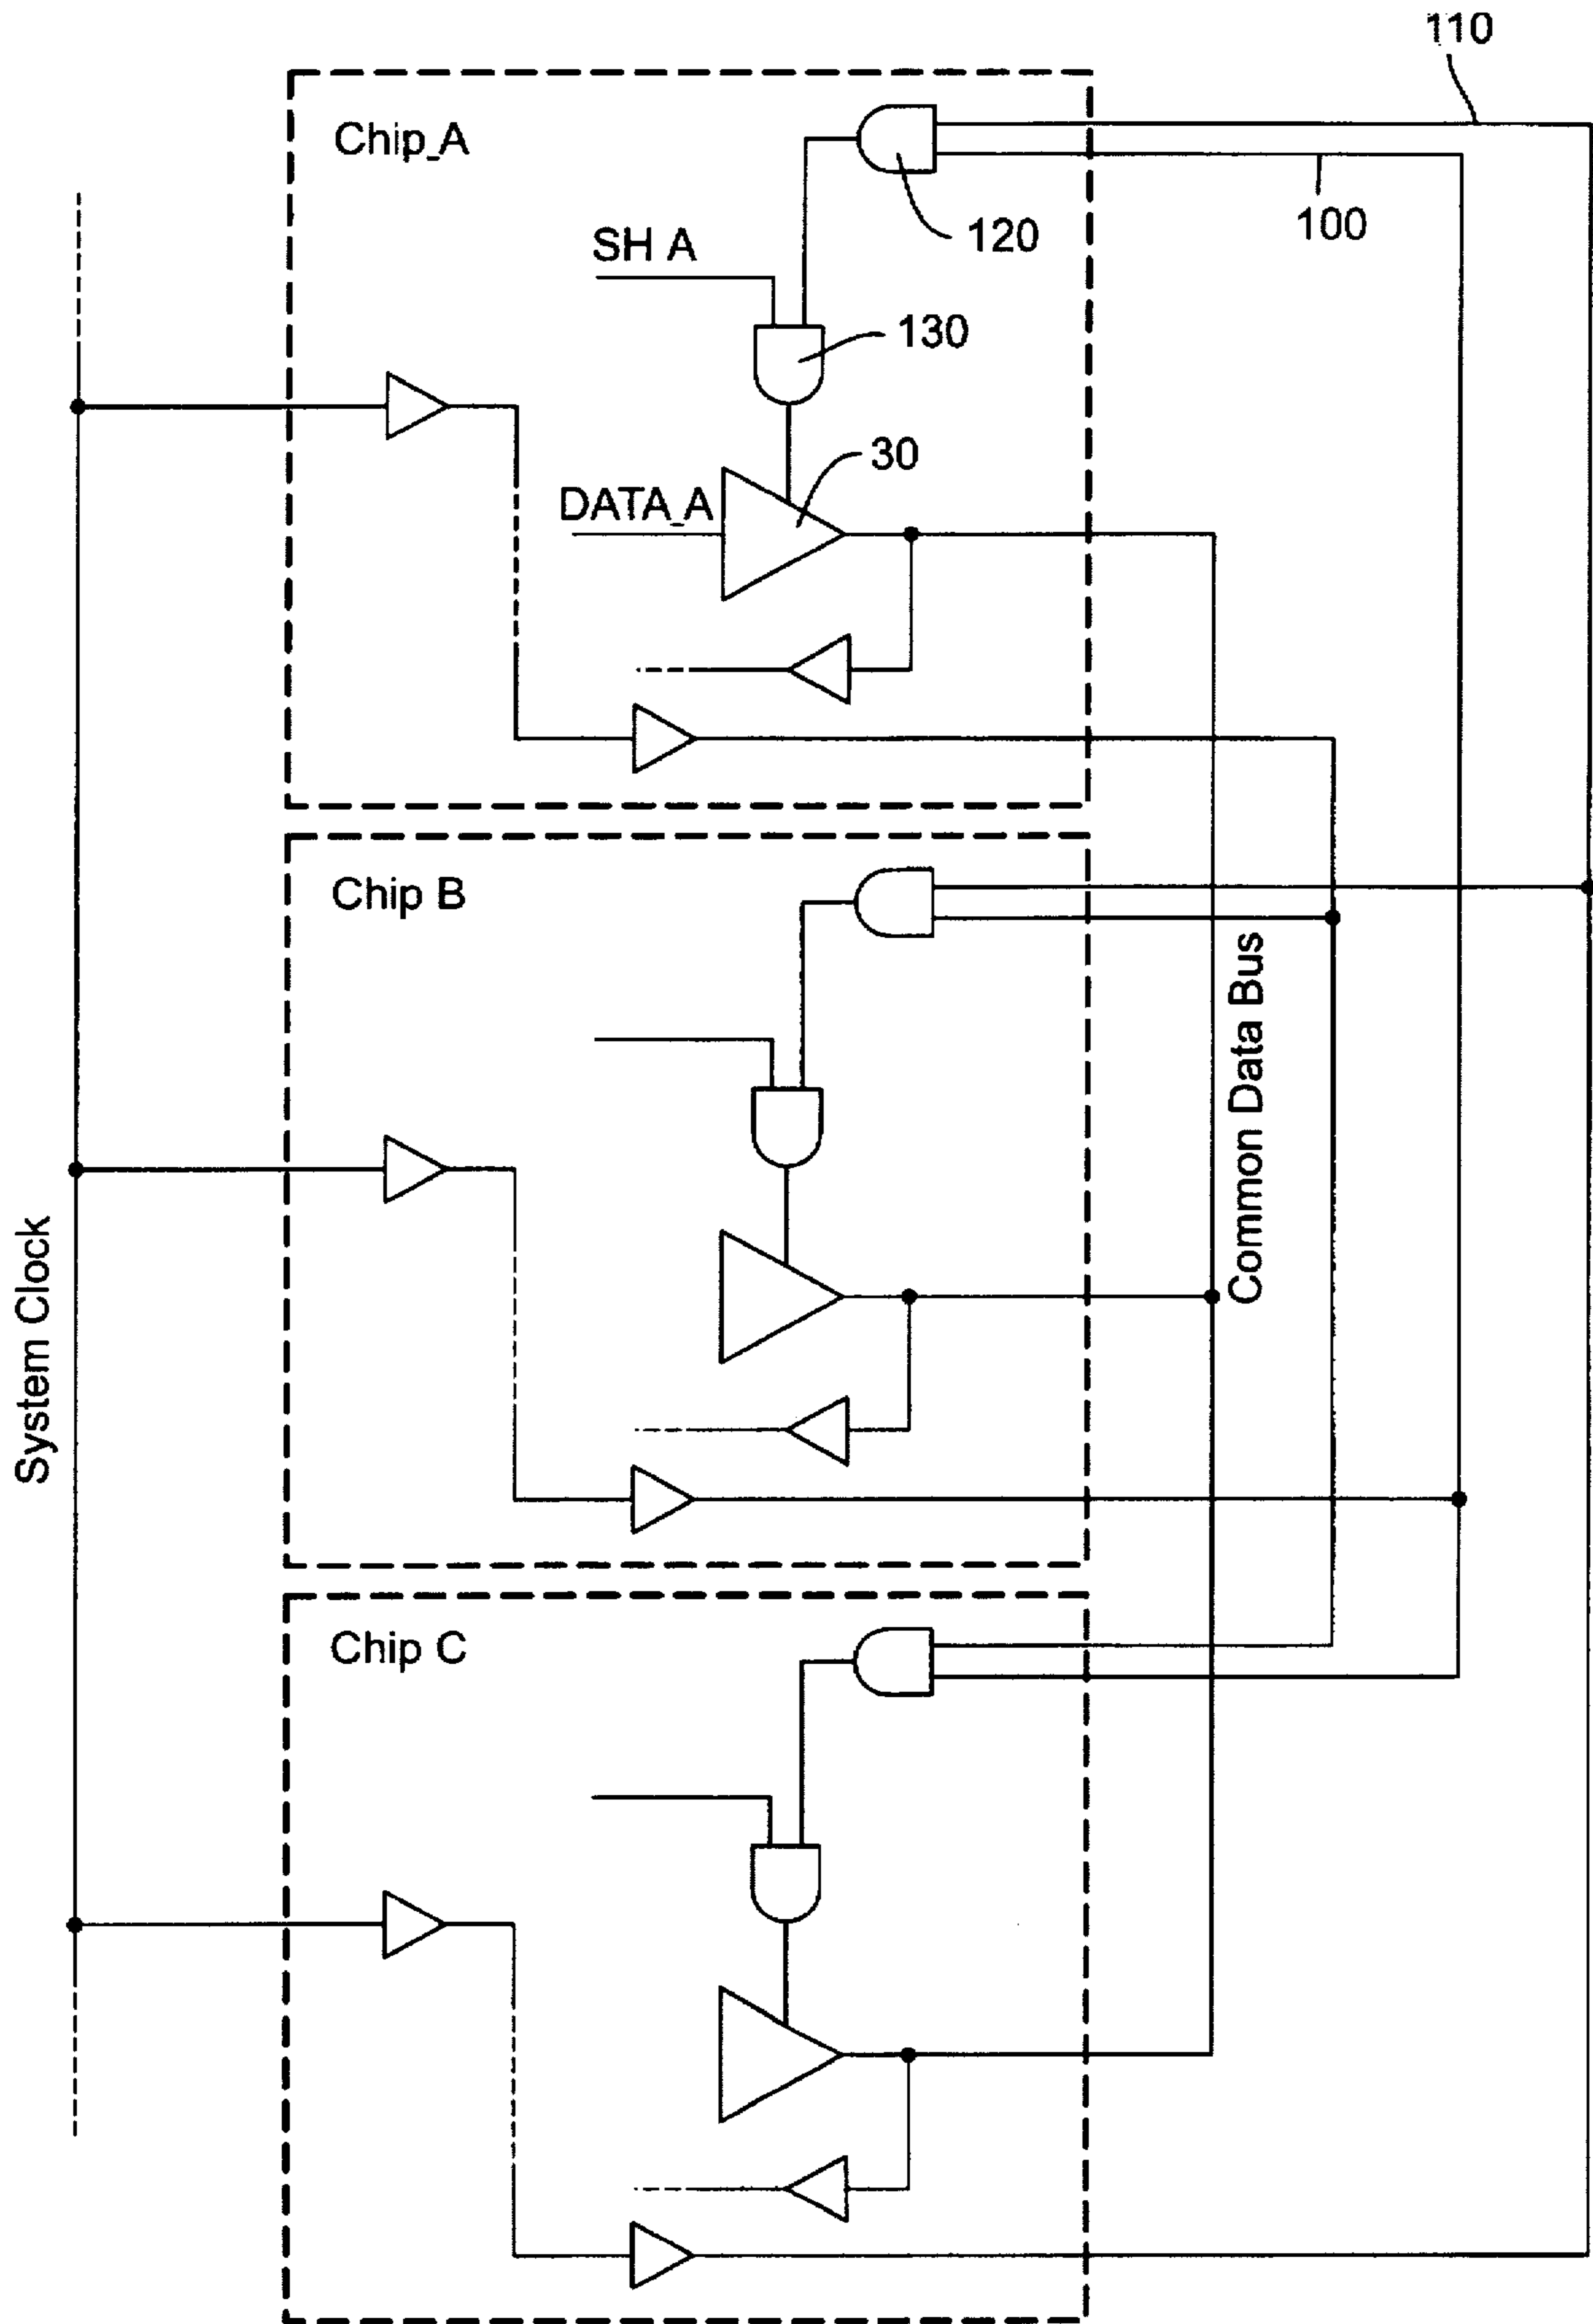 110
Chip_A
100
120
SH A
130
30
DATA_A
Chip B
Common Data Bus
System Clock
Chip C